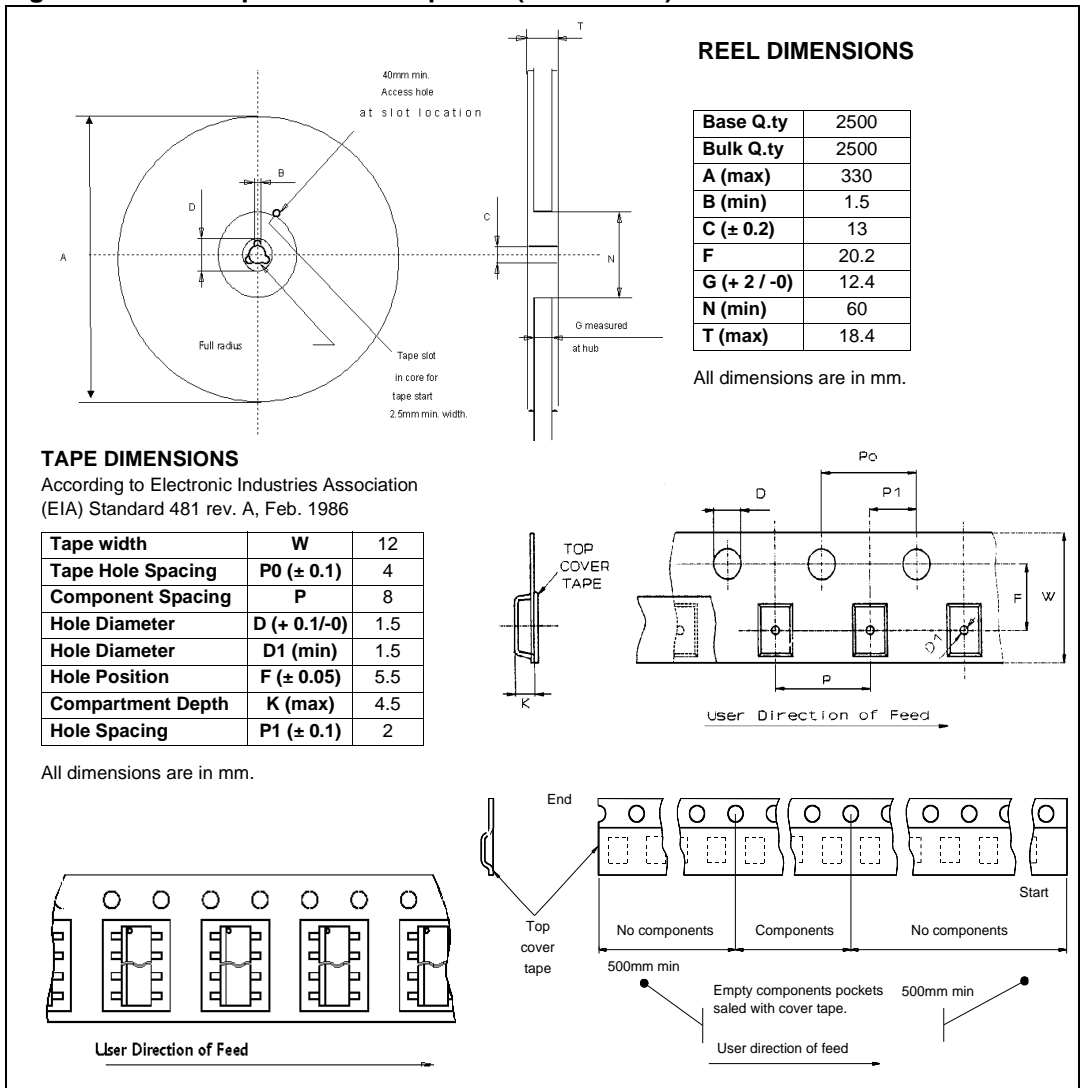 T
REEL DIMENSIONS
40mm min.
Access hole
at slot location
B
D
C
A
N
G measured
at hub
Full radius
Tape slot
in core for
tape start
2.5mm min. width.
Base Q.ty 2500
Bulk Q.ty 2500
A (max) 330
B (min) 1.5
C (± 0.2) 13
F 20.2
G (+ 2 / -0) 12.4
N (min) 60
T (max) 18.4
All dimensions are in mm.
TAPE DIMENSIONS
According to Electronic Industries Association
(EIA) Standard 481 rev. A, Feb. 1986
Tape width W 12
Tape Hole Spacing P0 (± 0.1) 4
Component Spacing P 8
Hole Diameter D (+ 0.1/-0) 1.5
Hole Diameter D1 (min) 1.5
Hole Position F (± 0.05) 5.5
Compartment Depth K (max) 4.5
Hole Spacing P1 (± 0.1) 2
All dimensions are in mm.
TOP
COVER
TAPE
K
Po
D
P1
F
W
D1
P
User Direction of Feed
End
Start
Top
cover
tape
No components
Components
No components
500mm min
Empty components pockets
saled with cover tape.
500mm min
User direction of feed
User Direction of Feed